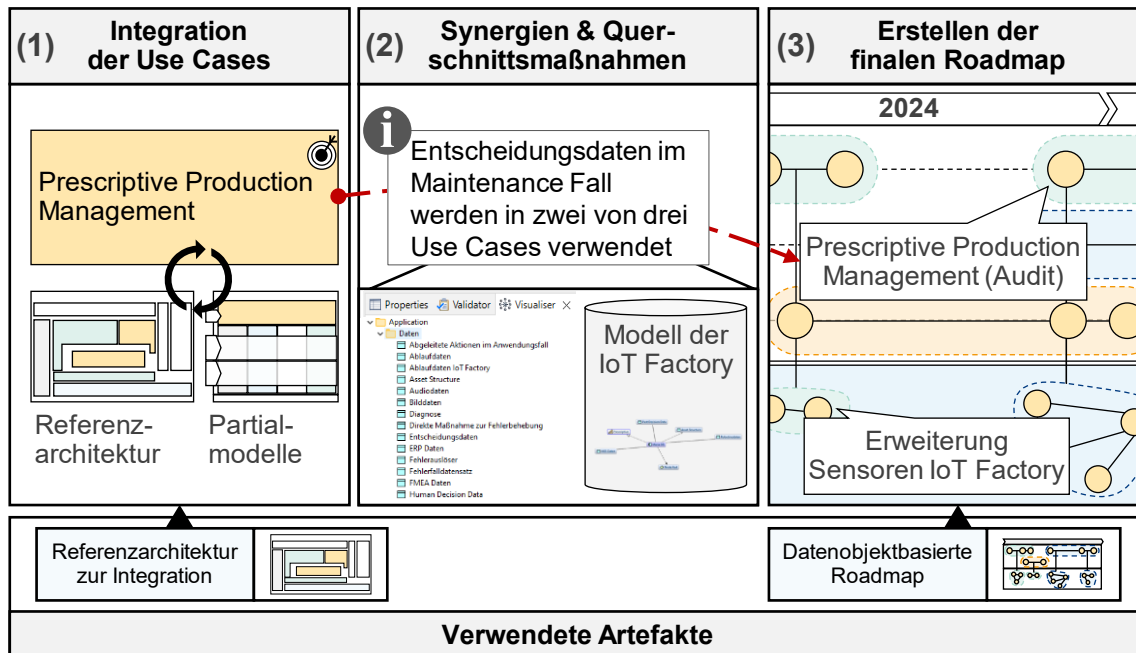 (1)
Integration
der Use Cases
Prescriptive Production
Management
Referenz-
architektur
Partial-
modelle
(2)
Synergien & Quer-
schnittsmaßnahmen
i
Entscheidungsdaten im
Maintenance Fall
werden in zwei von drei
Use Cases verwendet
Properties Validator Visualiser
Application
Daten
Abgeleitete Aktionen im Anwendungsfall
Ablaufdaten
Ablaufdaten IoT Factory
Asset Structure
Audiodaten
Bilddaten
Diagnose
Direkte Maßnahme zur Fehlerbehebung
Entscheidungsdaten
ERP Daten
Fehlerauslöser
Fehlerfalldatensatz
FMEA Daten
Human Decision Data
Modell der
IoT Factory
(3)
Erstellen der
finalen Roadmap
2024
Prescriptive Production
Management (Audit)
Erweiterung
Sensoren IoT Factory
Referenzarchitektur
zur Integration
Datenobjektbasierte
Roadmap
Verwendete Artefakte